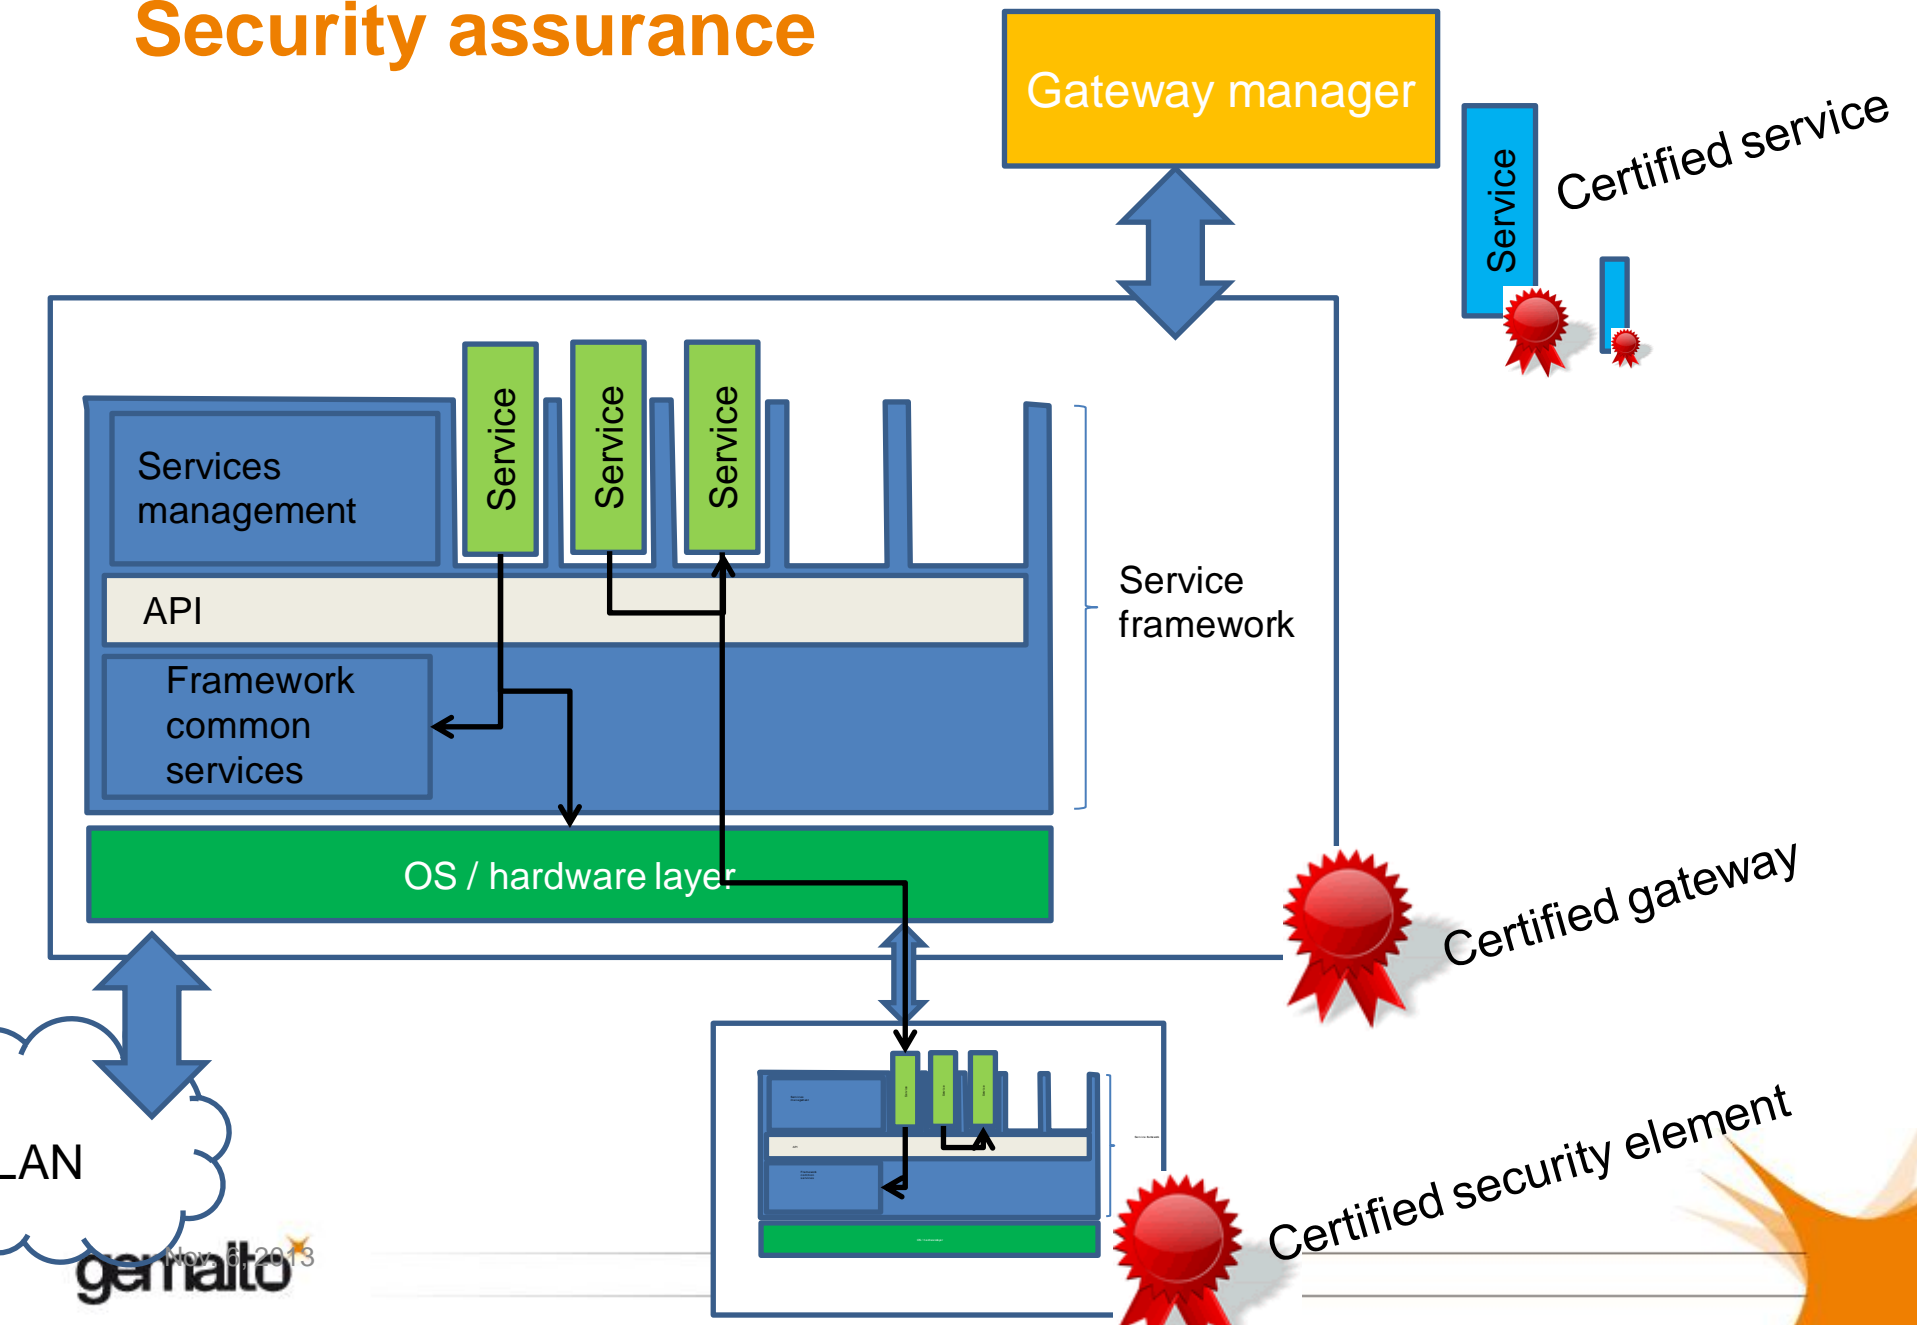 Security assurance
Gateway manager
Service
Certified service
Service
Service
Service
Services
management
API
Framework
common
services
Service
framework
OS / hardware layer
Certified gateway
LAN
Certified security element
Nov. 6, 2013
gemalto
API